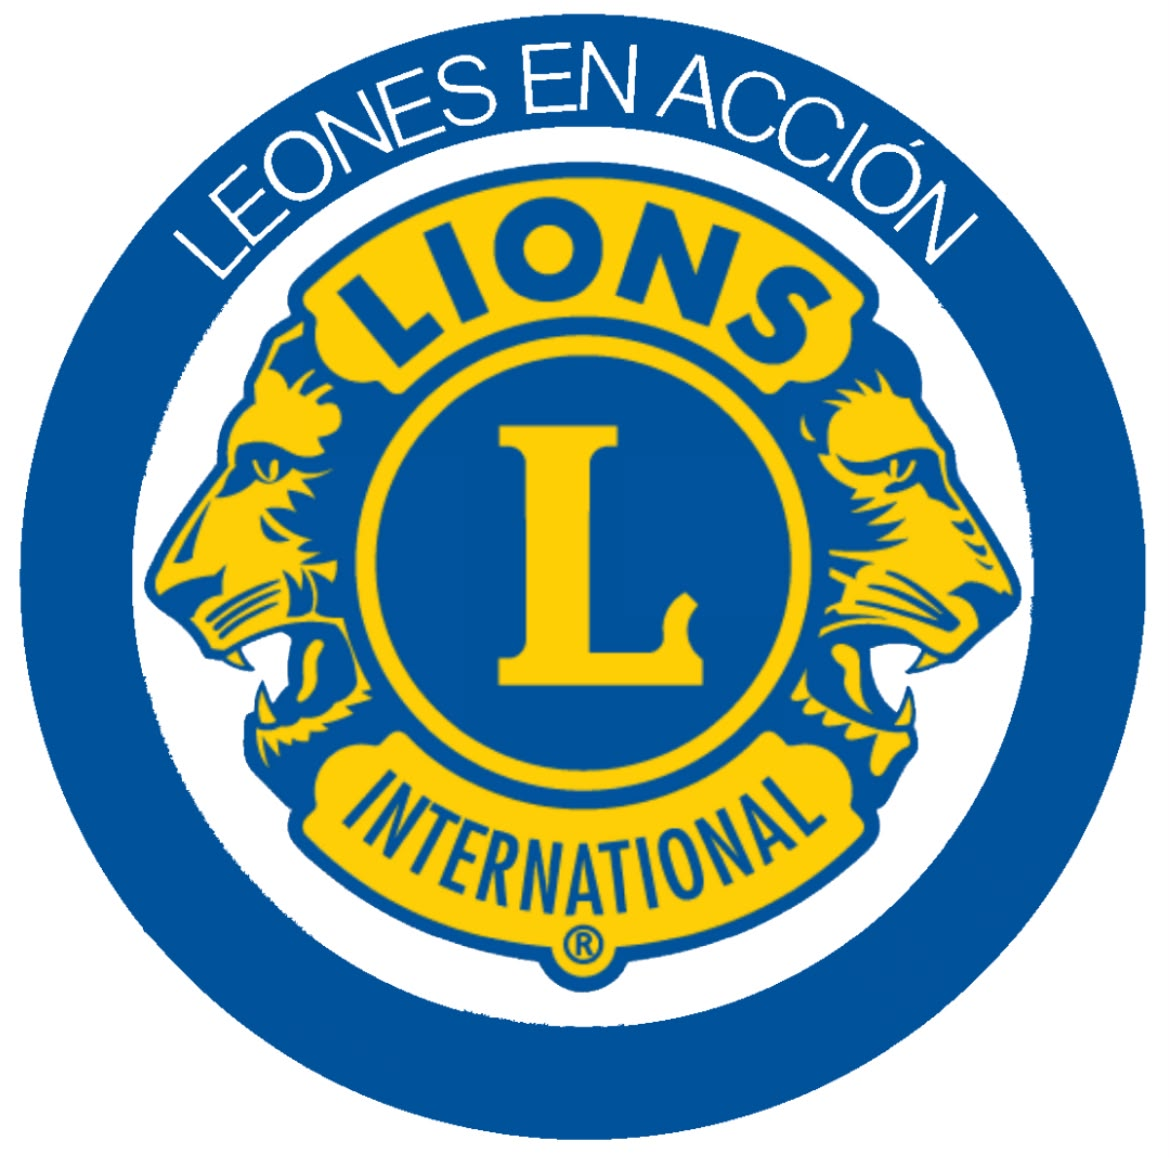 LEONES EN ACCIÓN
LIONS
L
INTERNATIONAL
®